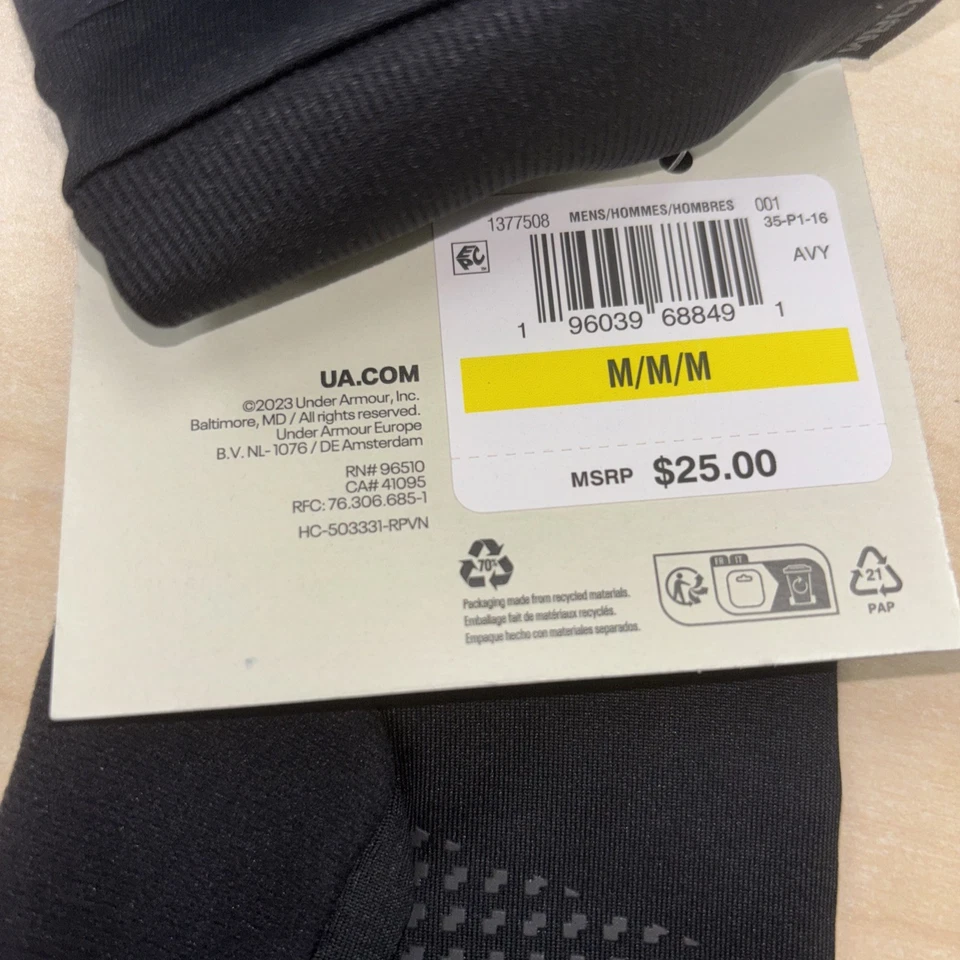 UA.COM
©2023 Under Armour, Inc.
Baltimore, MD / All rights reserved.
Under Armour Europe
B.V. NL- 1076 / DE Amsterdam
RN# 96510
CA# 41095
RFC: 76.306.685-1
HC-503331-RPVN
1377508 MENS/HOMMES/HOMBRES 001
35-P1-16
AVY
EPC
1 96039 68849 1
M/M/M
MSRP $25.00
70%
Packaging made from recycled materials.
Emballage fait de matériaux recyclés.
Empaque hecho con materiales separados.
FR IT
21
PAP